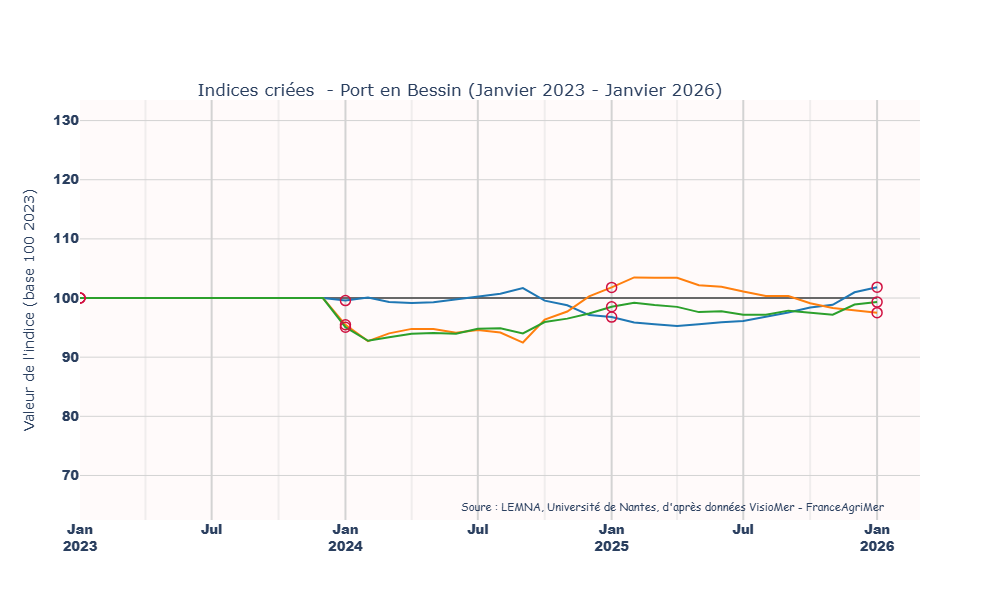 Indices criées  - Port en Bessin (Janvier 2023 - Janvier 2026)
Valeur de l'indice (base 100 2023)
130
120
110
100
90
80
70
Soure : LEMNA, Université de Nantes, d'après données VisioMer - FranceAgriMer
Jan Jul Jan Jul Jan Jul Jan
2023 2024 2025 2026